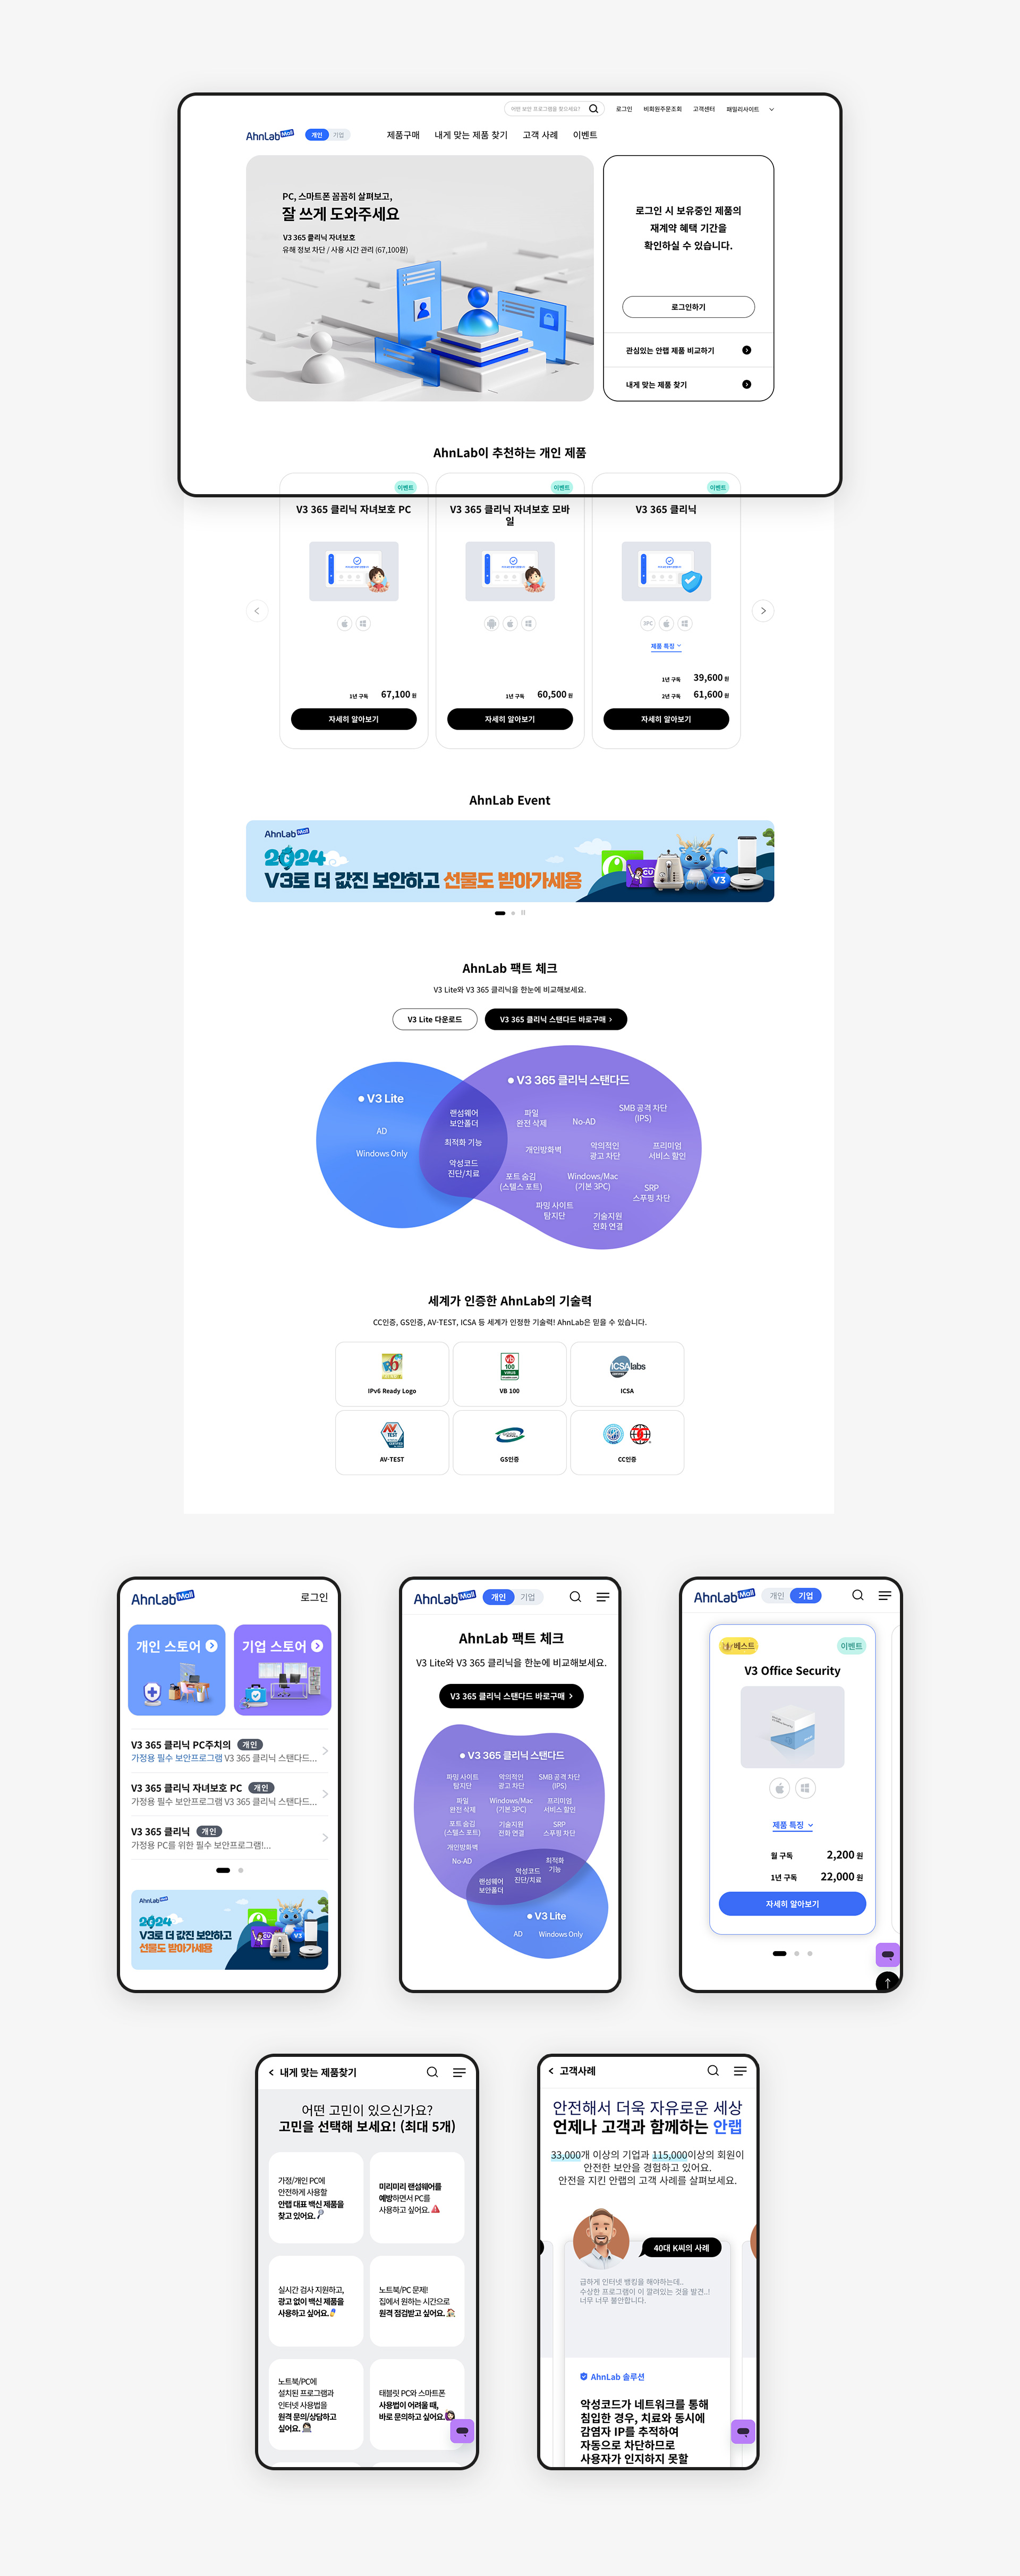 어떤 보안 프로그램을 찾으세요?
로그인 비회원주문조회 고객센터 패밀리사이트
AhnLab Mall 개인 기업 제품구매 내게 맞는 제품 찾기 고객 사례 이벤트
PC, 스마트폰 꼼꼼히 살펴보고,
잘 쓰게 도와주세요
V3 365 클리닉 자녀보호
유해 정보 차단 / 사용 시간 관리 (67,100원)
로그인 시 보유중인 제품의
재계약 혜택 기간을
확인하실 수 있습니다.
로그인하기
관심있는 안랩 제품 비교하기
내게 맞는 제품 찾기
AhnLab이 추천하는 개인 제품
이벤트
V3 365 클리닉 자녀보호 PC
1년 구독 67,100 원
자세히 알아보기
이벤트
V3 365 클리닉 자녀보호 모바
일
1년 구독 60,500 원
자세히 알아보기
이벤트
V3 365 클리닉
3PC
제품 특징
1년 구독 39,600 원
2년 구독 61,600 원
자세히 알아보기
AhnLab Event
AhnLab Mall
2024
V3로 더 값진 보안하고 선물도 받아가세용
CU
V3
AhnLab 팩트 체크
V3 Lite와 V3 365 클리닉을 한눈에 비교해보세요.
V3 Lite 다운로드
V3 365 클리닉 스탠다드 바로구매
V3 Lite
AD
Windows Only
랜섬웨어
보안폴더
최적화 기능
악성코드
진단/치료
V3 365 클리닉 스탠다드
파일
완전 삭제
No-AD
SMB 공격 차단
(IPS)
개인방화벽
악의적인
광고 차단
프리미엄
서비스 할인
포트 숨김
(스텔스 포트)
Windows/Mac
(기본 3PC)
SRP
스푸핑 차단
파밍 사이트
탐지단
기술지원
전화 연결
세계가 인증한 AhnLab의 기술력
CC인증, GS인증, AV-TEST, ICSA 등 세계가 인정한 기술력! AhnLab은 믿을 수 있습니다.
IPv6 Ready Logo
VB
100
VIRUS
VB 100
ICSA labs
ICSA
AV
TEST
AV-TEST
GS인증
CC인증
AhnLab Mall
로그인
개인 스토어
기업 스토어
V3 365 클리닉 PC주치의 개인
가정용 필수 보안프로그램 V3 365 클리닉 스탠다드...
V3 365 클리닉 자녀보호 PC 개인
가정용 필수 보안프로그램 V3 365 클리닉 스탠다드...
V3 365 클리닉 개인
가정용 PC를 위한 필수 보안프로그램!...
AhnLab Mall
2024
V3로 더 값진 보안하고
선물도 받아가세용
CU
V3
AhnLab Mall 개인 기업
AhnLab 팩트 체크
V3 Lite와 V3 365 클리닉을 한눈에 비교해보세요.
V3 365 클리닉 스탠다드 바로구매
V3 365 클리닉 스탠다드
파밍 사이트
탐지단
악의적인
광고 차단
SMB 공격 차단
(IPS)
파일
완전 삭제
Windows/Mac
(기본 3PC)
프리미엄
서비스 할인
포트 숨김
(스텔스 포트)
기술지원
전화 연결
SRP
스푸핑 차단
개인방화벽
No-AD
랜섬웨어
보안폴더
악성코드
진단/치료
최적화
기능
V3 Lite
AD
Windows Only
AhnLab Mall 개인 기업
베스트
이벤트
V3 Office Security
제품 특징
월 구독 2,200 원
1년 구독 22,000 원
자세히 알아보기
내게 맞는 제품찾기
어떤 고민이 있으신가요?
고민을 선택해 보세요! (최대 5개)
가정/개인 PC에
안전하게 사용할
안랩 대표 백신 제품을
찾고 있어요.
미리미리 랜섬웨어를
예방하면서 PC를
사용하고 싶어요.
실시간 검사 지원하고,
광고 없이 백신 제품을
사용하고 싶어요.
노트북/PC 문제!
집에서 원하는 시간으로
원격 점검받고 싶어요.
노트북/PC에
설치된 프로그램과
인터넷 사용법을
원격 문의/상담하고
싶어요.
태블릿 PC와 스마트폰
사용법이 어려울 때,
바로 문의하고 싶어요.
고객사례
안전해서 더욱 자유로운 세상
언제나 고객과 함께하는 안랩
33,000개 이상의 기업과 115,000이상의 회원이
안전한 보안을 경험하고 있어요.
안전을 지킨 안랩의 고객 사례를 살펴보세요.
40대 K씨의 사례
급하게 인터넷 뱅킹을 해야하는데..
수상한 프로그램이 이 깔려있는 것을 발견..!
너무 너무 불안합니다.
AhnLab 솔루션
악성코드가 네트워크를 통해
침입한 경우, 치료와 동시에
감염자 IP를 추적하여
자동으로 차단하므로
사용자가 인지하지 못할